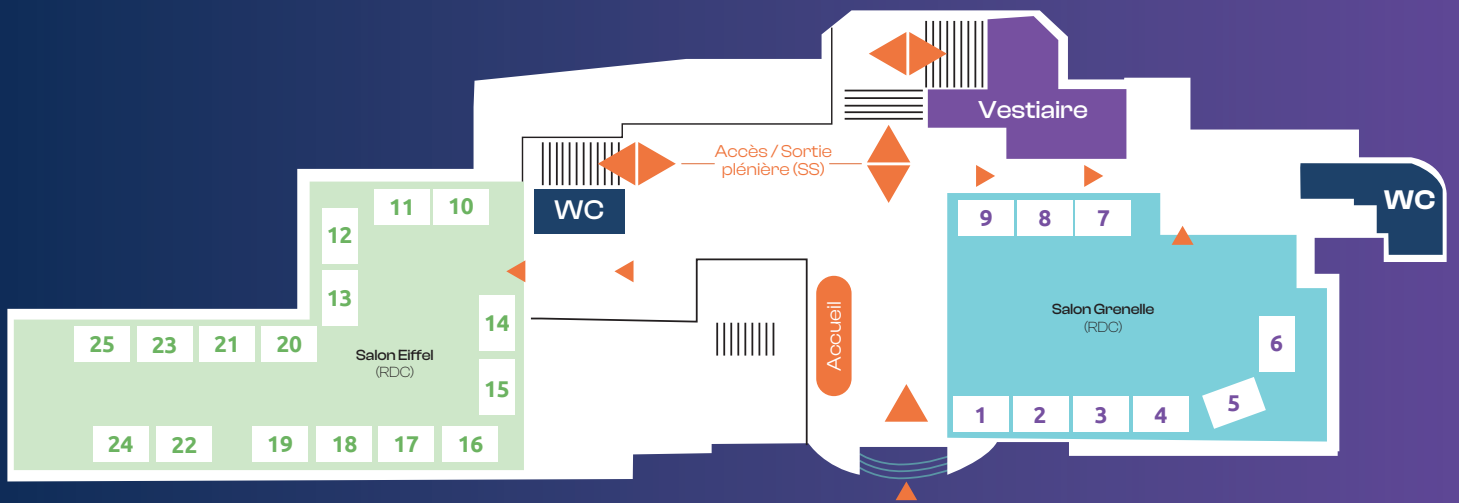 Vestiaire
Accès / Sortie
plénière (SS)
WC
WC
11
10
12
13
14
15
25
23
21
20
Salon Eiffel
(RDC)
24
22
19
18
17
16
Accueil
9
8
7
Salon Grenelle
(RDC)
6
5
1
2
3
4